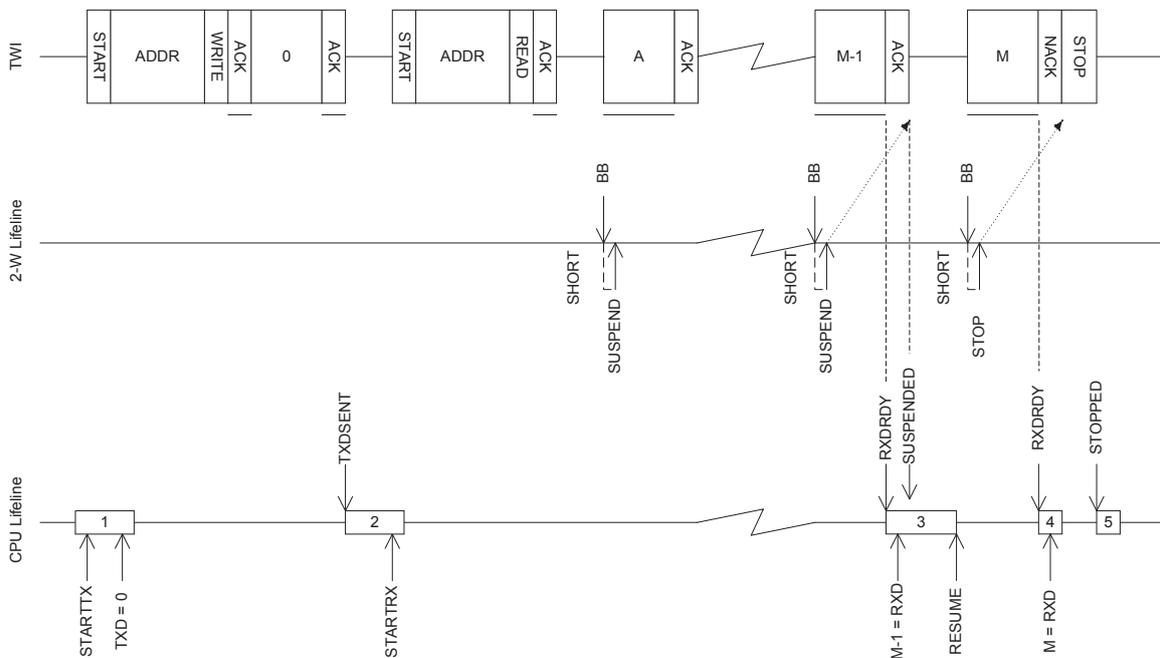 TWI
START
ADDR
WRITE
ACK
0
ACK
START
ADDR
READ
ACK
A
ACK
M-1
ACK
M
NACK
STOP
2-W Lifeline
BB
SHORT
SUSPEND
BB
SHORT
SUSPEND
BB
SHORT
STOP
CPU Lifeline
1
STARTTX
TXD = 0
TXDSENT
2
STARTRX
RXDRDY
SUSPENDED
3
M-1 = RXD
RESUME
RXDRDY
4
M = RXD
STOPPED
5